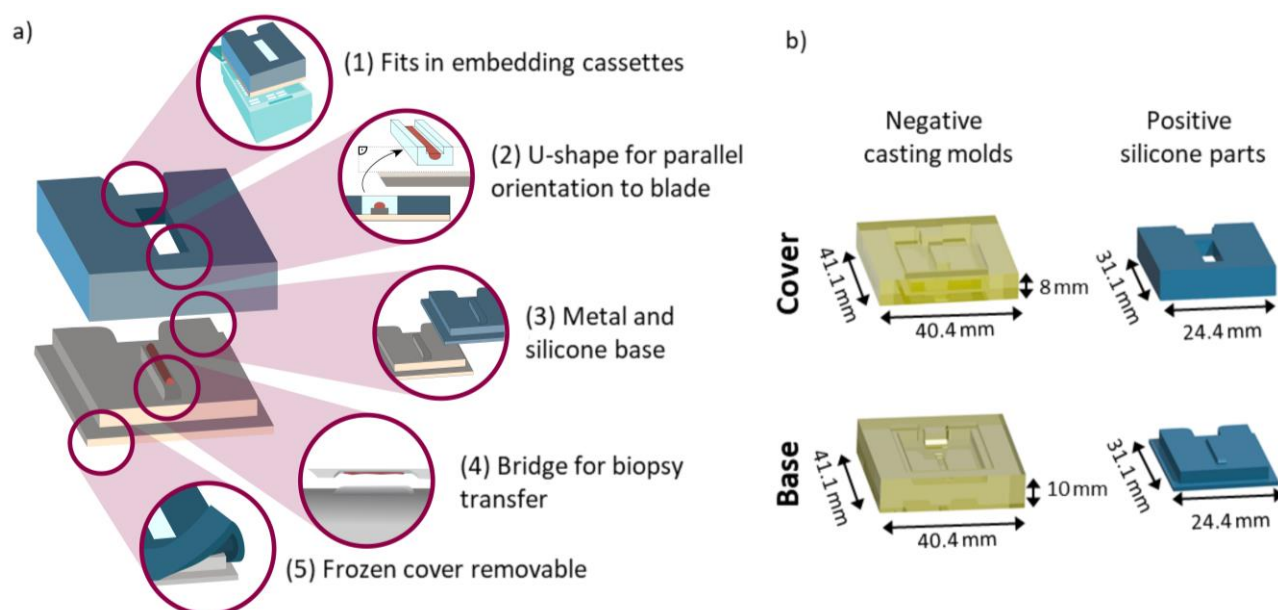 a)
(1) Fits in embedding cassettes
(2) U-shape for parallel
orientation to blade
(3) Metal and
silicone base
(4) Bridge for biopsy
transfer
(5) Frozen cover removable
b)
Negative
casting molds
Positive
silicone parts
Cover
41.1 mm
40.4 mm
8 mm
31.1 mm
24.4 mm
Base
41.1 mm
40.4 mm
10 mm
31.1 mm
24.4 mm